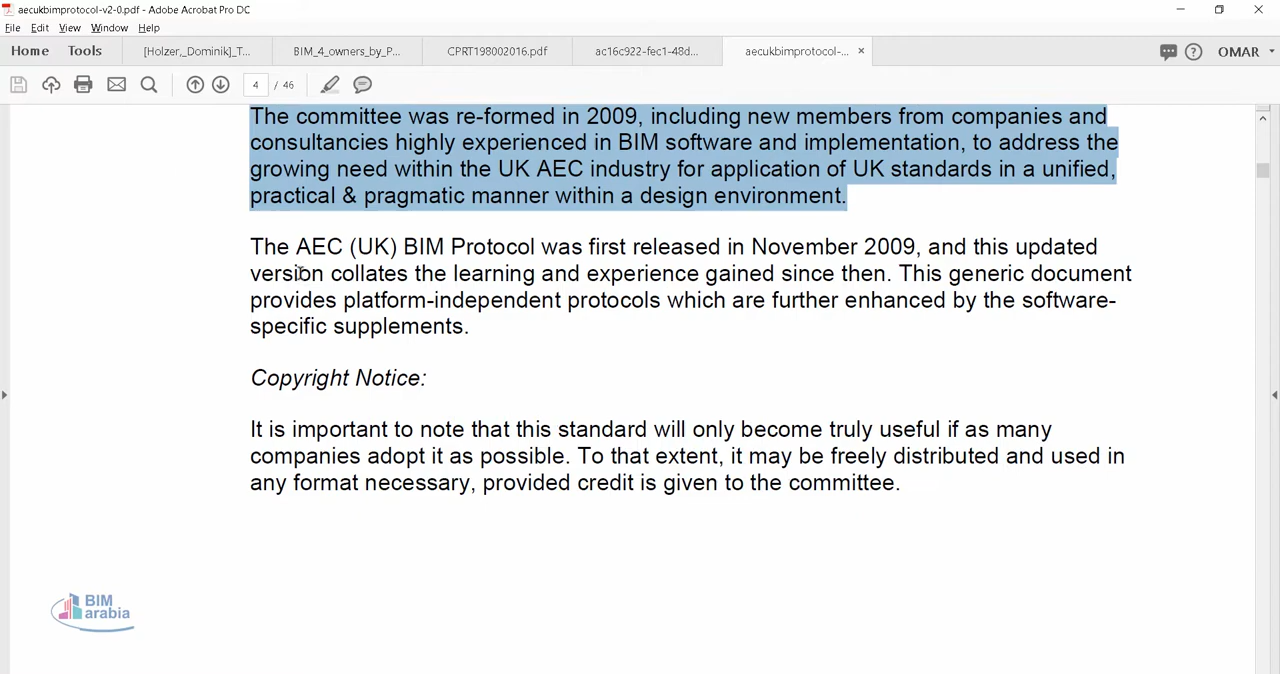 aecukbimprotocol-v2-0.pdf - Adobe Acrobat Pro DC
File Edit View Window Help
Home Tools [Holzer,_Dominik]_T... BIM_4_owners_by_P... CPRT198002016.pdf ac16c922-fec1-48d... aecukbimprotocol-... × OMAR
4 / 46
The committee was re-formed in 2009, including new members from companies and
consultancies highly experienced in BIM software and implementation, to address the
growing need within the UK AEC industry for application of UK standards in a unified,
practical & pragmatic manner within a design environment.
The AEC (UK) BIM Protocol was first released in November 2009, and this updated
version collates the learning and experience gained since then. This generic document
provides platform-independent protocols which are further enhanced by the software-
specific supplements.
Copyright Notice:
It is important to note that this standard will only become truly useful if as many
companies adopt it as possible. To that extent, it may be freely distributed and used in
any format necessary, provided credit is given to the committee.
BIM
arabia